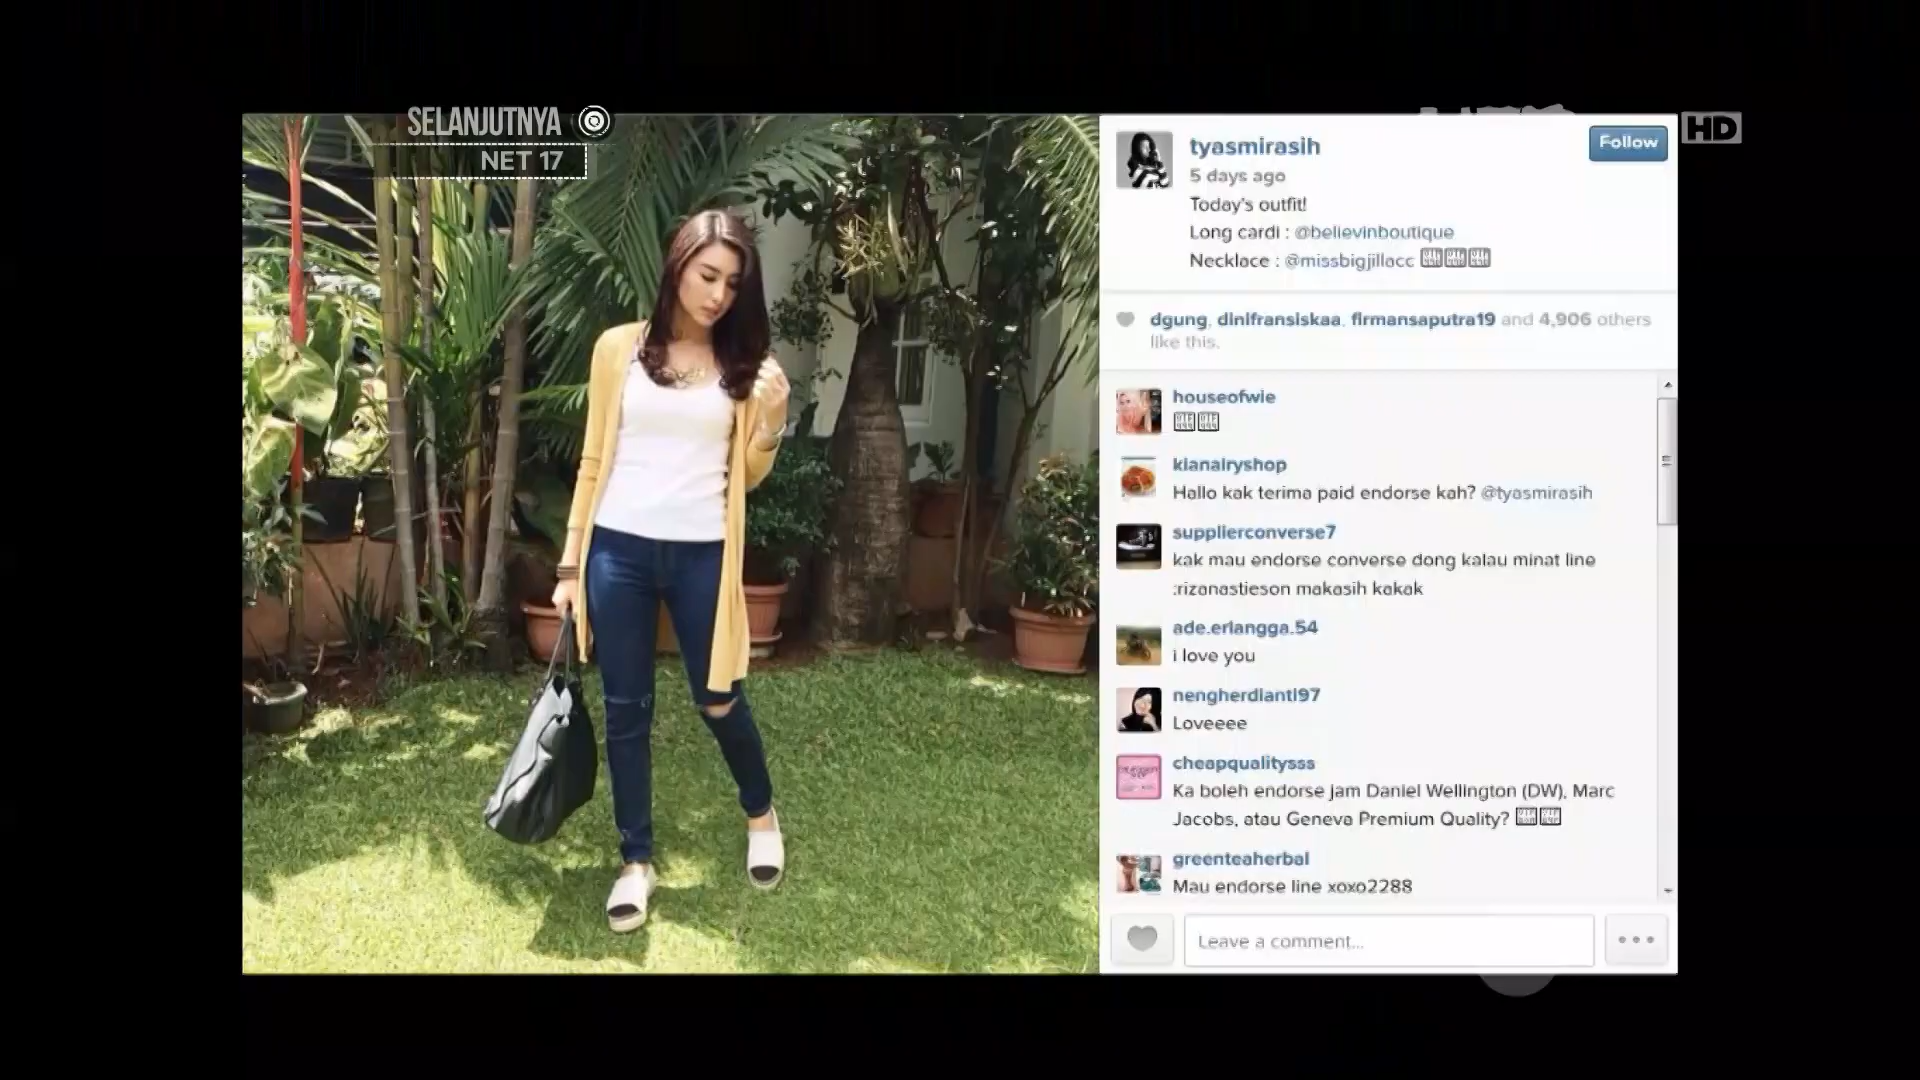 SELANJUTNYA
NET 17
HD
tyasmirasih
Follow
5 days ago
Today's outfit!
Long cardi : @believinboutique
Necklace : @missbigjillacc
dgung, dinifransiskaa, firmansaputra19 and 4,906 others
like this.
houseofwie
kianairyshop
Hallo kak terima paid endorse kah? @tyasmirasih
supplierconverse7
kak mau endorse converse dong kalau minat line
:rizanastieson makasih kakak
ade.erlangga.54
i love you
nengherdianti97
Loveeee
cheapqualitysss
Ka boleh endorse jam Daniel Wellington (DW), Marc
Jacobs, atau Geneva Premium Quality?
greenteaherbal
Mau endorse line xoxo2288
Leave a comment...